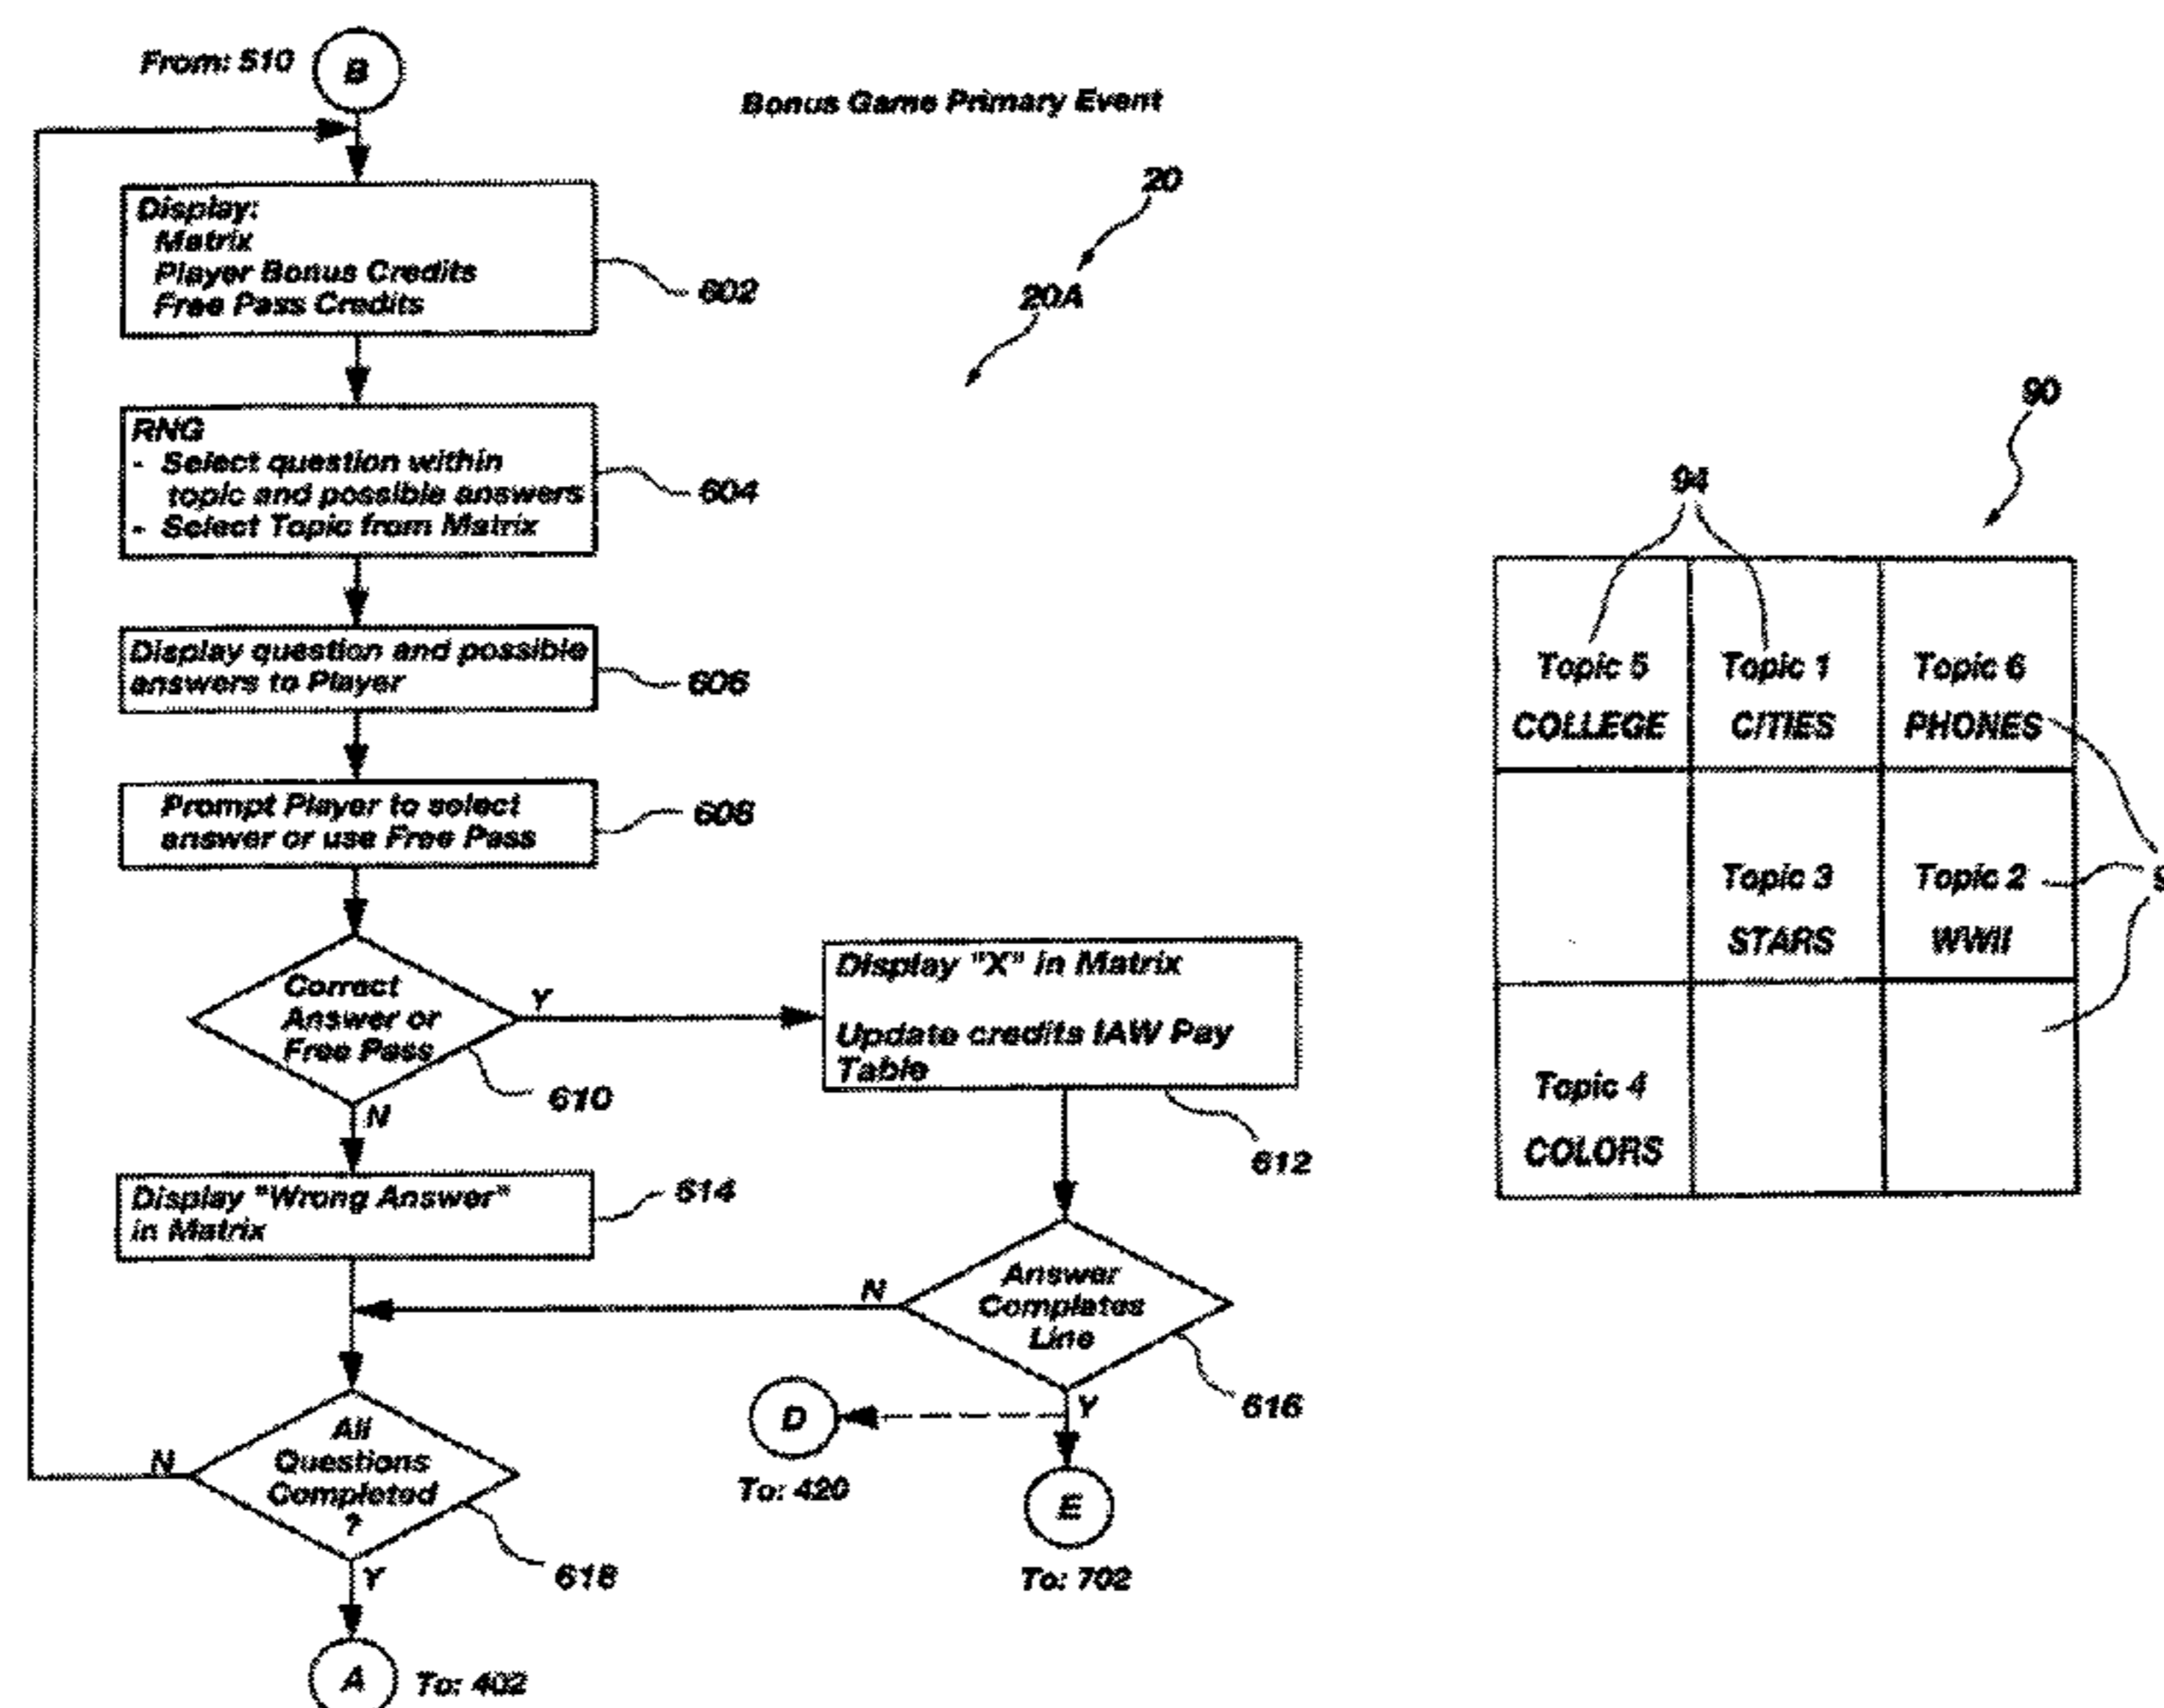 From: 510
B
Bonus Game Primary Event
20
20A
Display:
Matrix
Player Bonus Credits
Free Pass Credits
602
RNG
- Select question within
topic and possible answers
- Select Topic from Matrix
604
Display question and possible
answers to Player
606
Prompt Player to select
answer or use Free Pass
608
Correct
Answer or
Free Pass
Y
N
610
Display "X" in Matrix
Update credits IAW Pay
Table
612
Display "Wrong Answer"
in Matrix
614
Answer
Completes
Line
N
Y
616
D
To: 420
E
To: 702
All
Questions
Completed
?
N
Y
618
A
To: 402
90
94
Topic 5
COLLEGE
Topic 1
CITIES
Topic 6
PHONES
Topic 3
STARS
Topic 2
WWII
Topic 4
COLORS